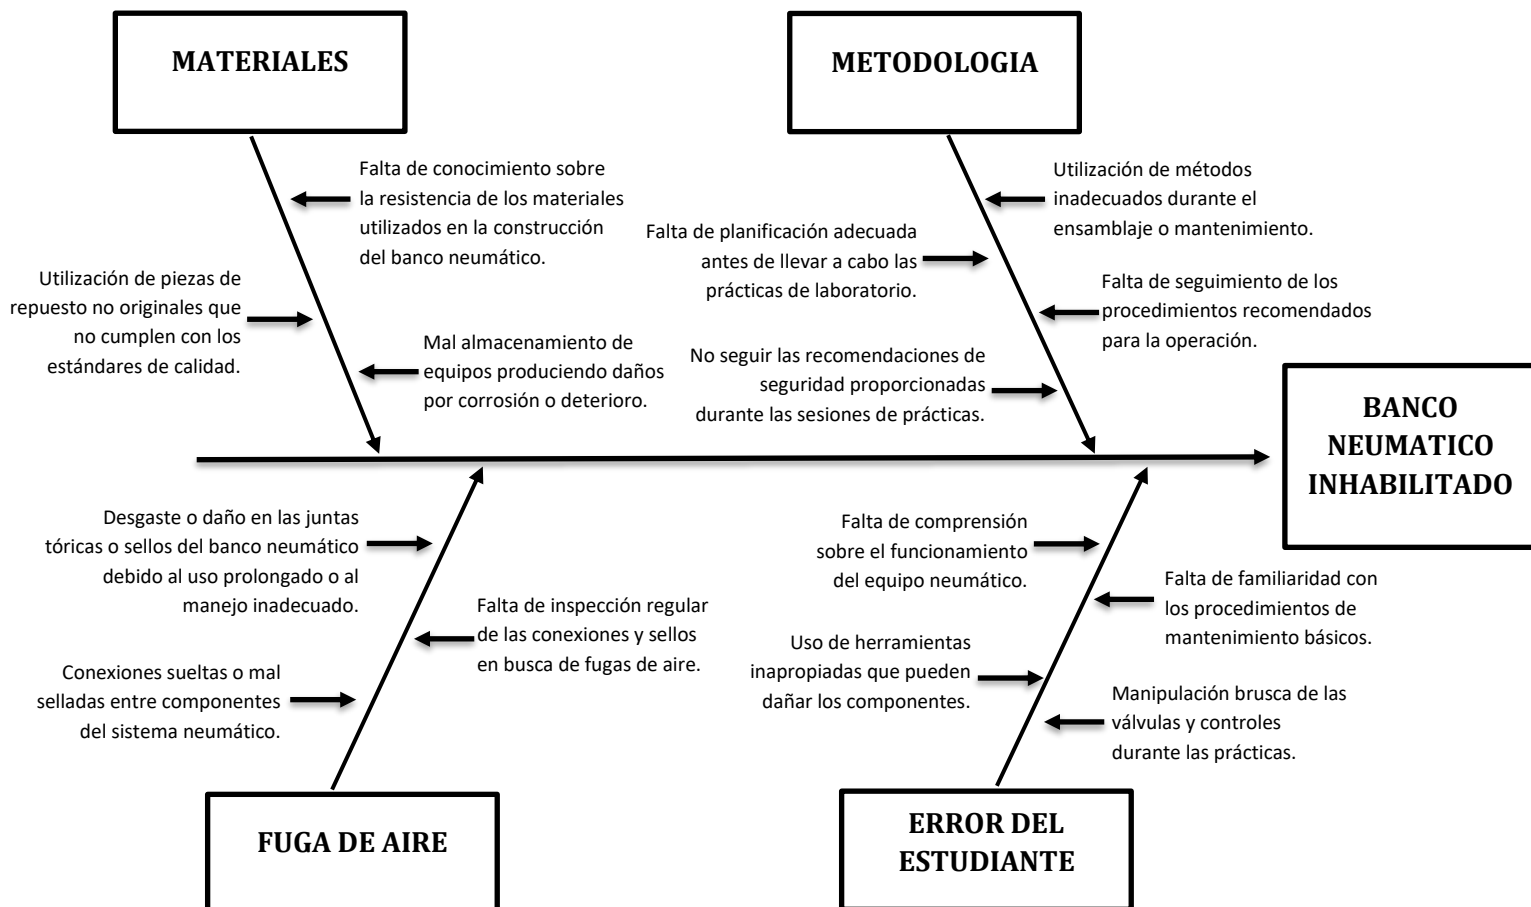 MATERIALES
METODOLOGIA
Falta de conocimiento sobre
la resistencia de los materiales
utilizados en la construcción
del banco neumático.
Utilización de piezas de
repuesto no originales que
no cumplen con los
estándares de calidad.
Mal almacenamiento de
equipos produciendo daños
por corrosión o deterioro.
Utilización de métodos
inadecuados durante el
ensamblaje o mantenimiento.
Falta de planificación adecuada
antes de llevar a cabo las
prácticas de laboratorio.
Falta de seguimiento de los
procedimientos recomendados
para la operación.
No seguir las recomendaciones de
seguridad proporcionadas
durante las sesiones de prácticas.
BANCO
NEUMATICO
INHABILITADO
Desgaste o daño en las juntas
tóricas o sellos del banco neumático
debido al uso prolongado o al
manejo inadecuado.
Falta de inspección regular
de las conexiones y sellos
en busca de fugas de aire.
Conexiones sueltas o mal
selladas entre componentes
del sistema neumático.
Falta de comprensión
sobre el funcionamiento
del equipo neumático.
Falta de familiaridad con
los procedimientos de
mantenimiento básicos.
Uso de herramientas
inapropiadas que pueden
dañar los componentes.
Manipulación brusca de las
válvulas y controles
durante las prácticas.
FUGA DE AIRE
ERROR DEL
ESTUDIANTE